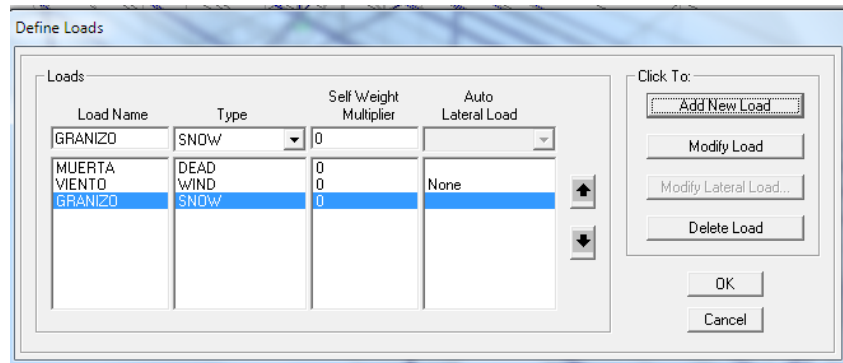 Define Loads
Loads
Click To:
Load Name Type Self Weight Multiplier Auto Lateral Load
GRANIZO SNOW 0
MUERTA DEAD 0
VIENTO WIND 0 None
GRANIZO SNOW 0
Add New Load
Modify Load
Modify Lateral Load...
Delete Load
OK
Cancel